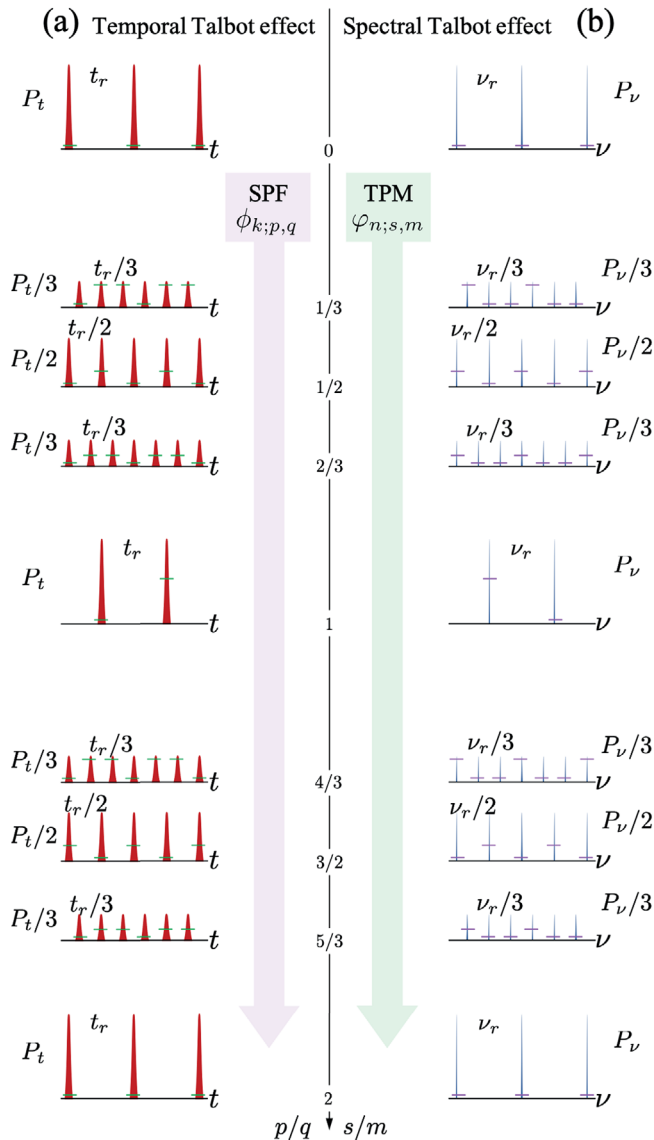 (a) Temporal Talbot effect Spectral Talbot effect (b)
t_r ν_r
P_t P_ν
t 0 ν
SPF TPM
ϕ_{k;p,q} φ_{n;s,m}
t_r/3 ν_r/3
P_t/3 P_ν/3
t 1/3 ν
t_r/2 ν_r/2
P_t/2 P_ν/2
t 1/2 ν
t_r/3 ν_r/3
P_t/3 P_ν/3
t 2/3 ν
t_r ν_r
P_t P_ν
t 1 ν
t_r/3 ν_r/3
P_t/3 P_ν/3
t 4/3 ν
t_r/2 ν_r/2
P_t/2 P_ν/2
t 3/2 ν
t_r/3 ν_r/3
P_t/3 P_ν/3
t 5/3 ν
t_r ν_r
P_t P_ν
t 2 ν
p/q s/m